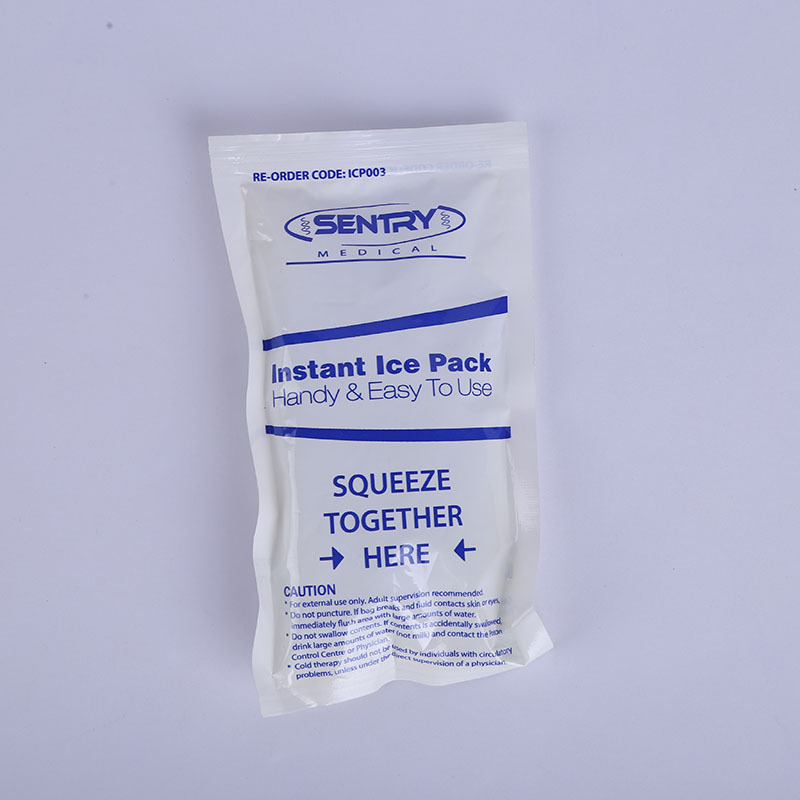 RE-ORDER CODE: ICP003
SENTRY
MEDICAL
Instant Ice Pack
Handy & Easy To Use
SQUEEZE
TOGETHER
HERE
CAUTION
* For external use only. Adult supervision recommended.
* Do not puncture. If bag breaks and fluid contacts skin or eyes,
immediately flush area with large amounts of water.
* Do not swallow contents. If contents is accidentally swallowed,
drink large amounts of water (not milk) and contact the
Control Centre or Physician.
* Cold therapy should not be used by individuals with circulatory
problems, unless under the direct supervision of a physician.